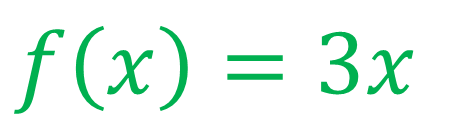 f(x) = 3x